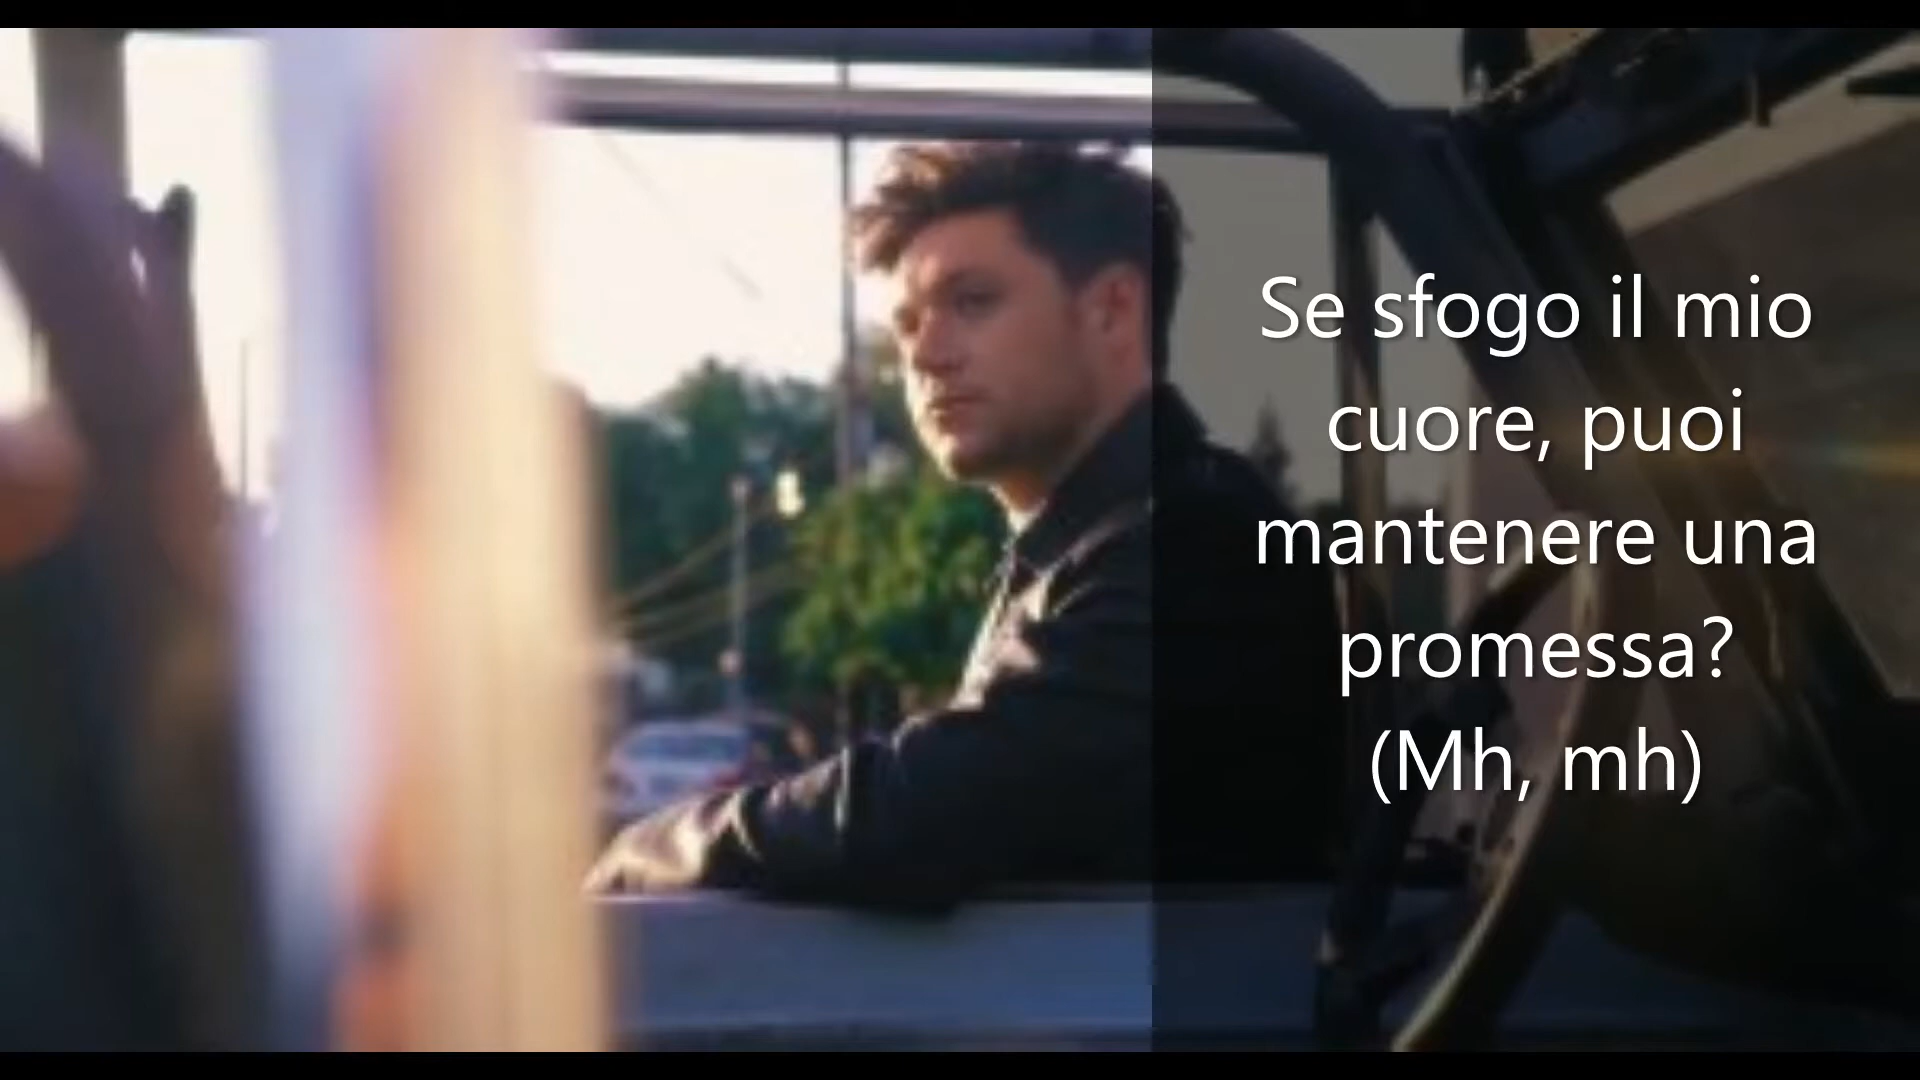 Se sfogo il mio
cuore, puoi
mantenere una
promessa?
(Mh, mh)